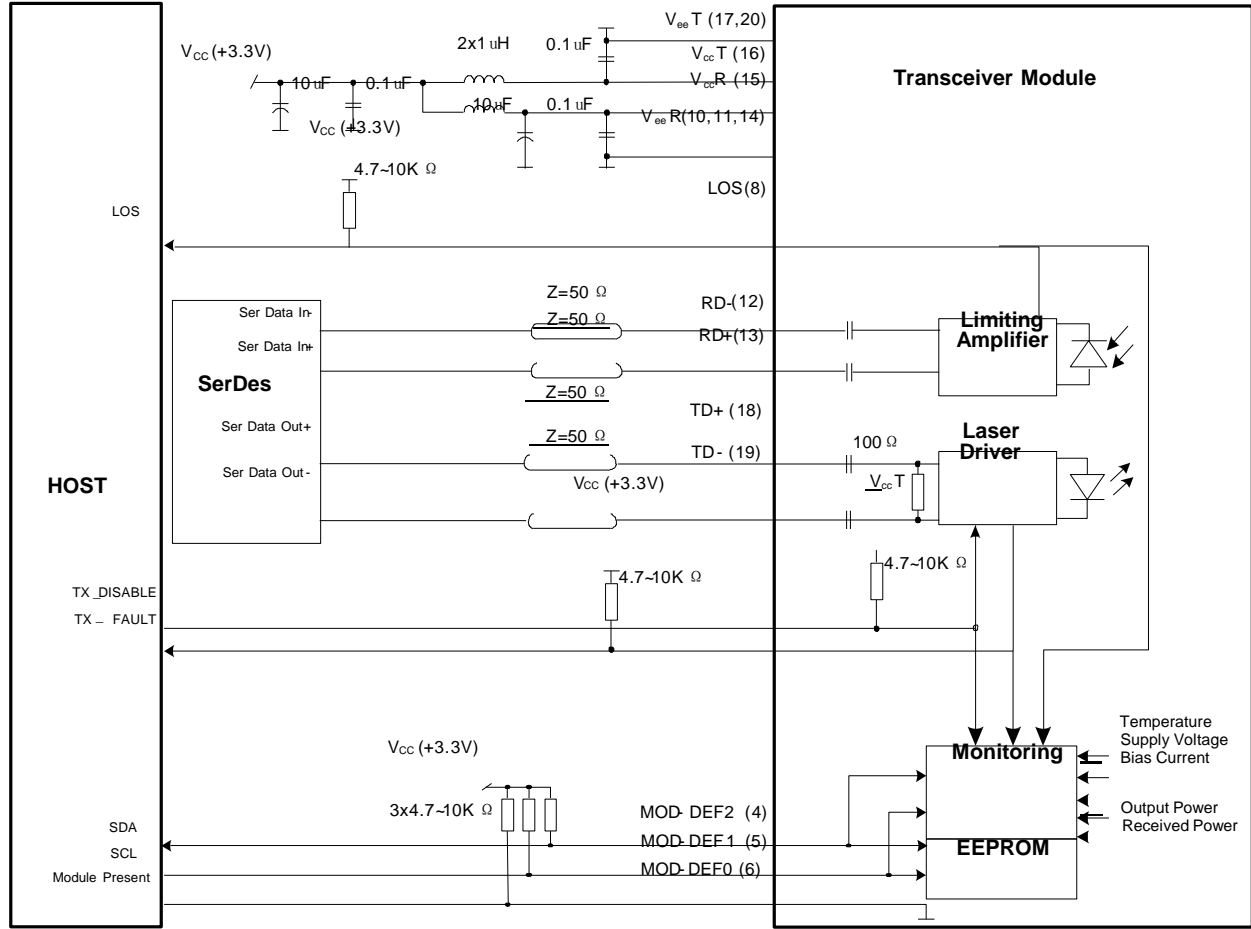 VeeT (17,20)
2x1 uH
0.1 uF
VCC (+3.3V)
VccT (16)
10 uF
0.1 uF
VccR (15)
Transceiver Module
10 uF
0.1 uF
VCC (+3.3V)
VeeR(10,11,14)
4.7~10K Ω
LOS(8)
LOS
Z=50 Ω
RD-(12)
Ser Data In-
Z=50 Ω
RD+(13)
Limiting
Amplifier
Ser Data In+
SerDes
Z=50 Ω
TD+ (18)
Ser Data Out+
Z=50 Ω
TD- (19)
100 Ω
Laser
Driver
Ser Data Out-
HOST
VCC (+3.3V)
VccT
4.7~10K Ω
4.7~10K Ω
TX_DISABLE
TX_ FAULT
Temperature
Supply Voltage
Bias Current
VCC (+3.3V)
Monitoring
3x4.7~10K Ω
MOD-DEF2 (4)
Output Power
Received Power
SDA
MOD-DEF1 (5)
EEPROM
SCL
MOD-DEF0 (6)
Module Present